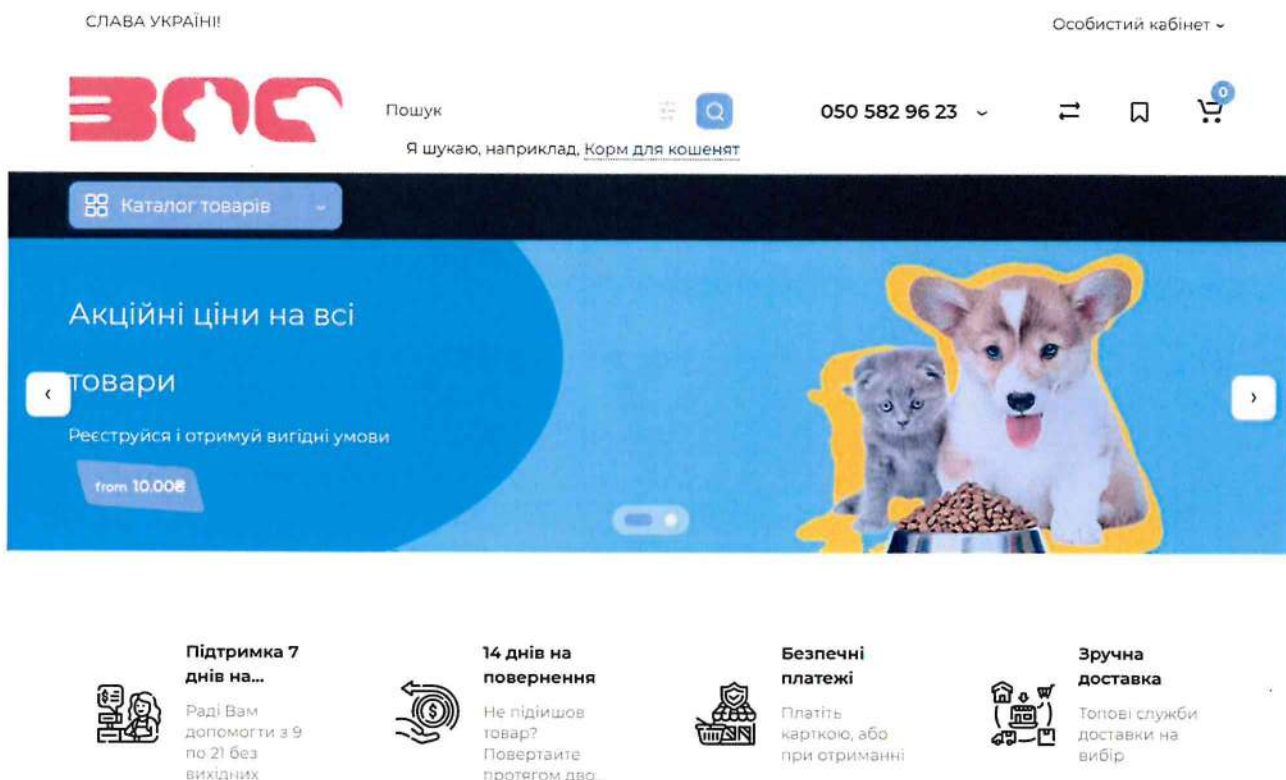 СЛАВА УКРАЇНІ!
Особистий кабінет
ЗОО
Пошук
050 582 96 23
0
Я шукаю, наприклад, Корм для кошенят
Каталог товарів
Акційні ціни на всі
товари
Реєструйся і отримуй вигідні умови
from 10.00₴
Підтримка 7
днів на...
Раді Вам
допомогти з 9
по 21 без
вихідних
14 днів на
повернення
Не підійшов
товар?
Повертайте
протягом дво...
Безпечні
платежі
Платіть
карткою, або
при отриманні
Зручна
доставка
Топові служби
доставки на
вибір